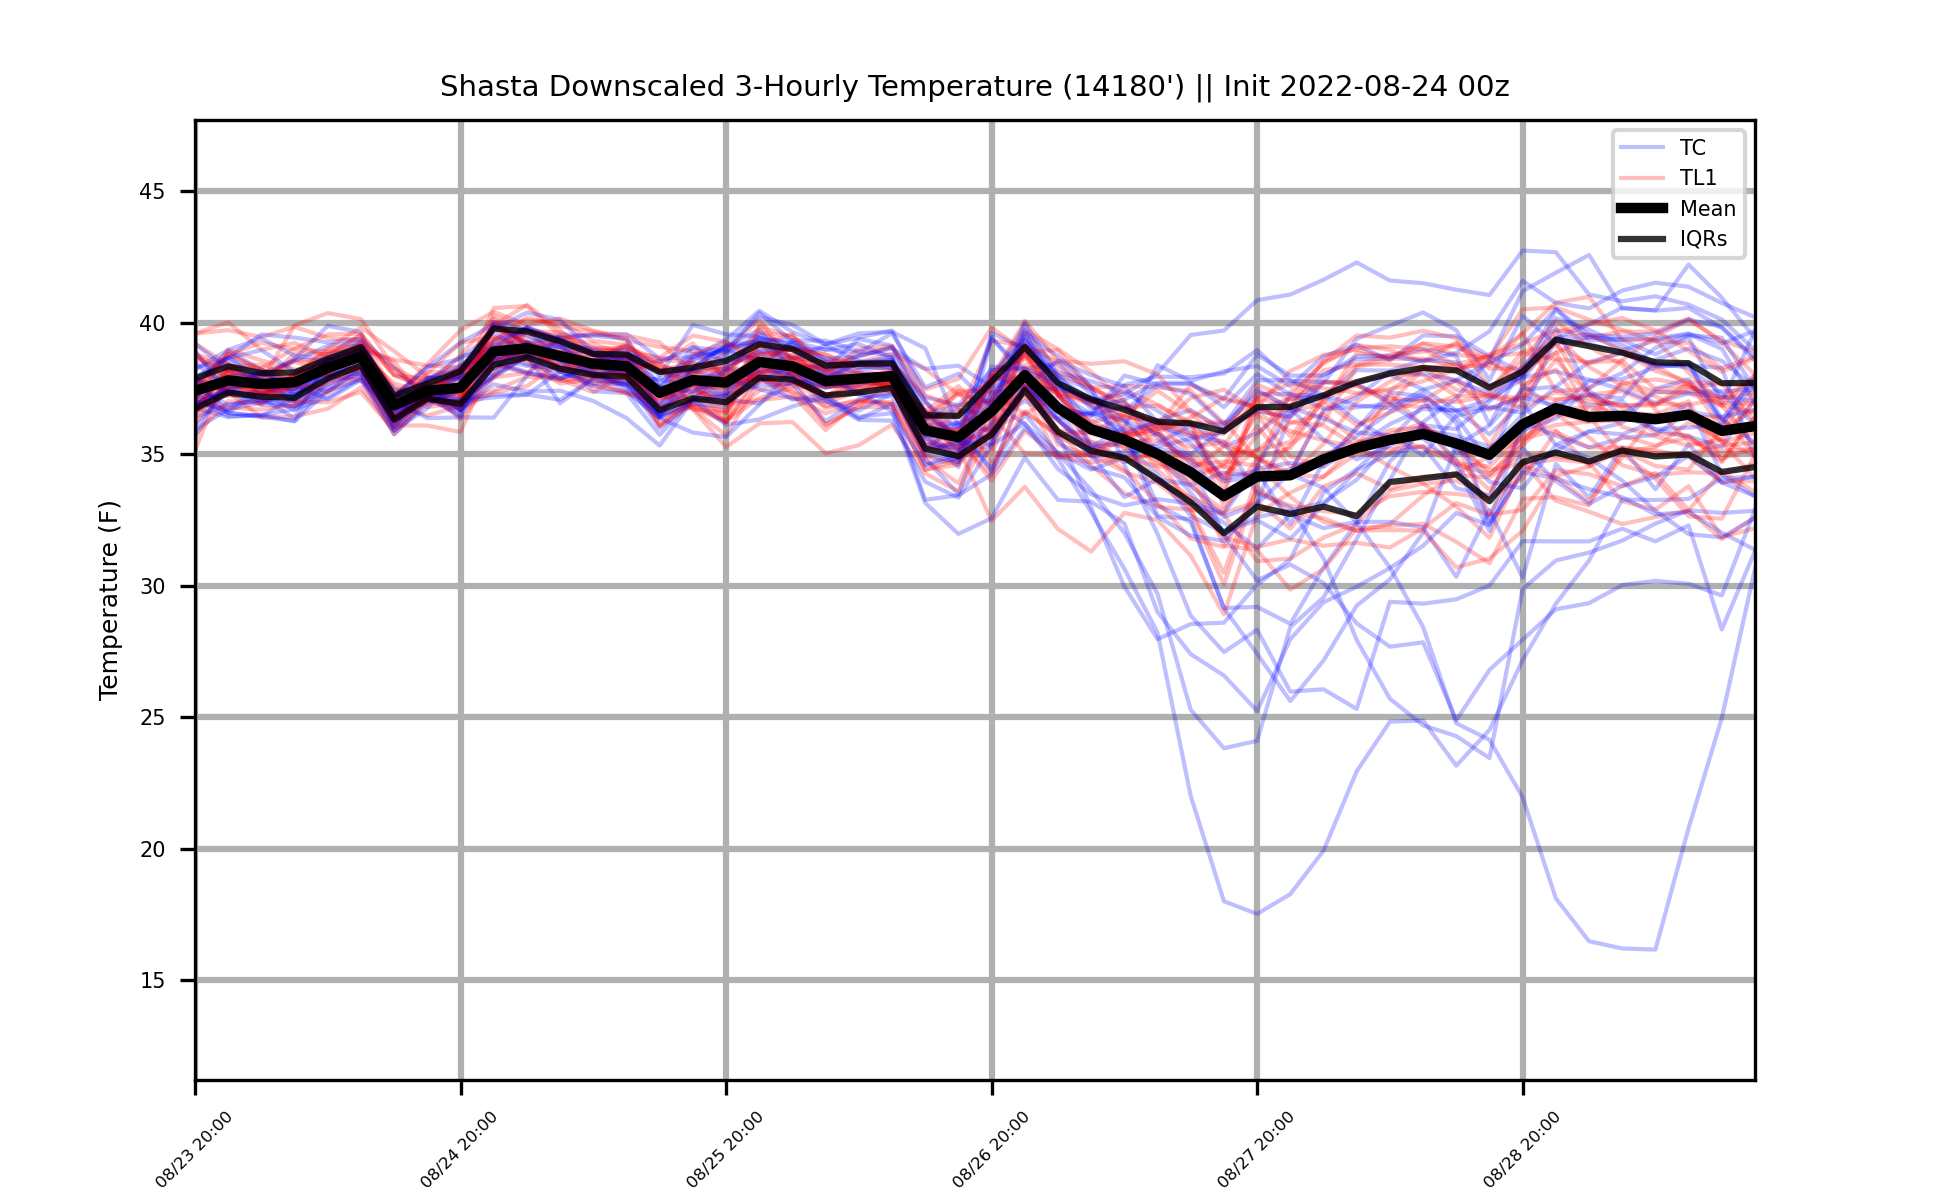 Shasta Downscaled 3-Hourly Temperature (14180') || Init 2022-08-24 00z
TC
TL1
Mean
IQRs
Temperature (F)
45
40
35
30
25
20
15
08/23 20:00
08/24 20:00
08/25 20:00
08/26 20:00
08/27 20:00
08/28 20:00